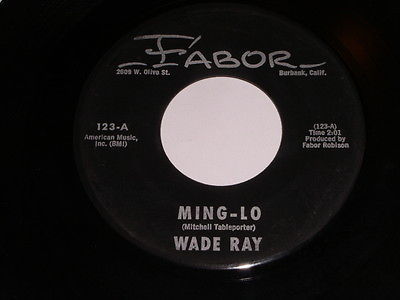 FABOR
2609 W. Olive St.
Burbank, Calif.
123-A
American Music,
Inc. (BMI)
(123-A)
Time 2:01
Produced by
Fabor Robison
MING-LO
(Mitchell Tableporter)
WADE RAY